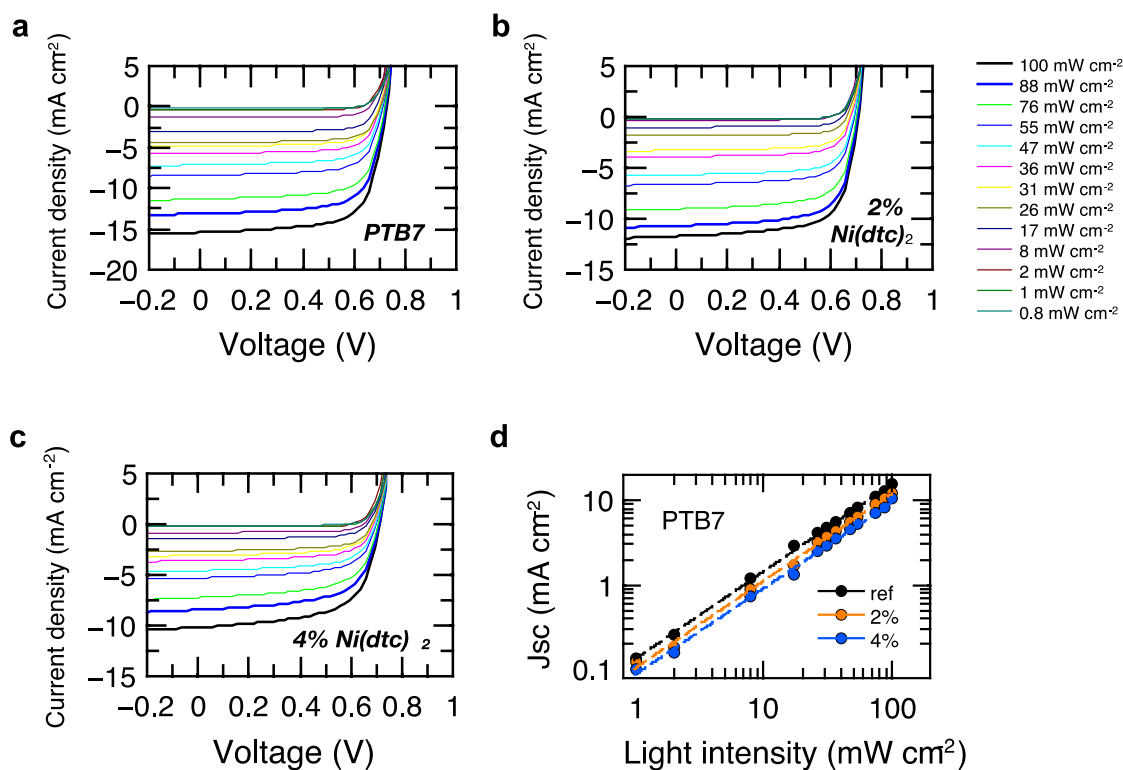 a
Current density (mA cm²)
5
0
−5
−10
−15
−20
−0.2 0 0.2 0.4 0.6 0.8 1
Voltage (V)
PTB7
b
Current density (mA cm²)
5
0
−5
−10
−15
−0.2 0 0.2 0.4 0.6 0.8 1
Voltage (V)
2%
Ni(dtc)₂
100 mW cm⁻²
88 mW cm⁻²
76 mW cm⁻²
55 mW cm⁻²
47 mW cm⁻²
36 mW cm⁻²
31 mW cm⁻²
26 mW cm⁻²
17 mW cm⁻²
8 mW cm⁻²
2 mW cm⁻²
1 mW cm⁻²
0.8 mW cm⁻²
c
Current density (mA cm⁻²)
5
0
−5
−10
−15
−0.2 0 0.2 0.4 0.6 0.8 1
Voltage (V)
4% Ni(dtc) ₂
d
Jsc (mA cm²)
10
1
0.1
1 10 100
Light intensity (mW cm⁻²)
PTB7
ref
2%
4%